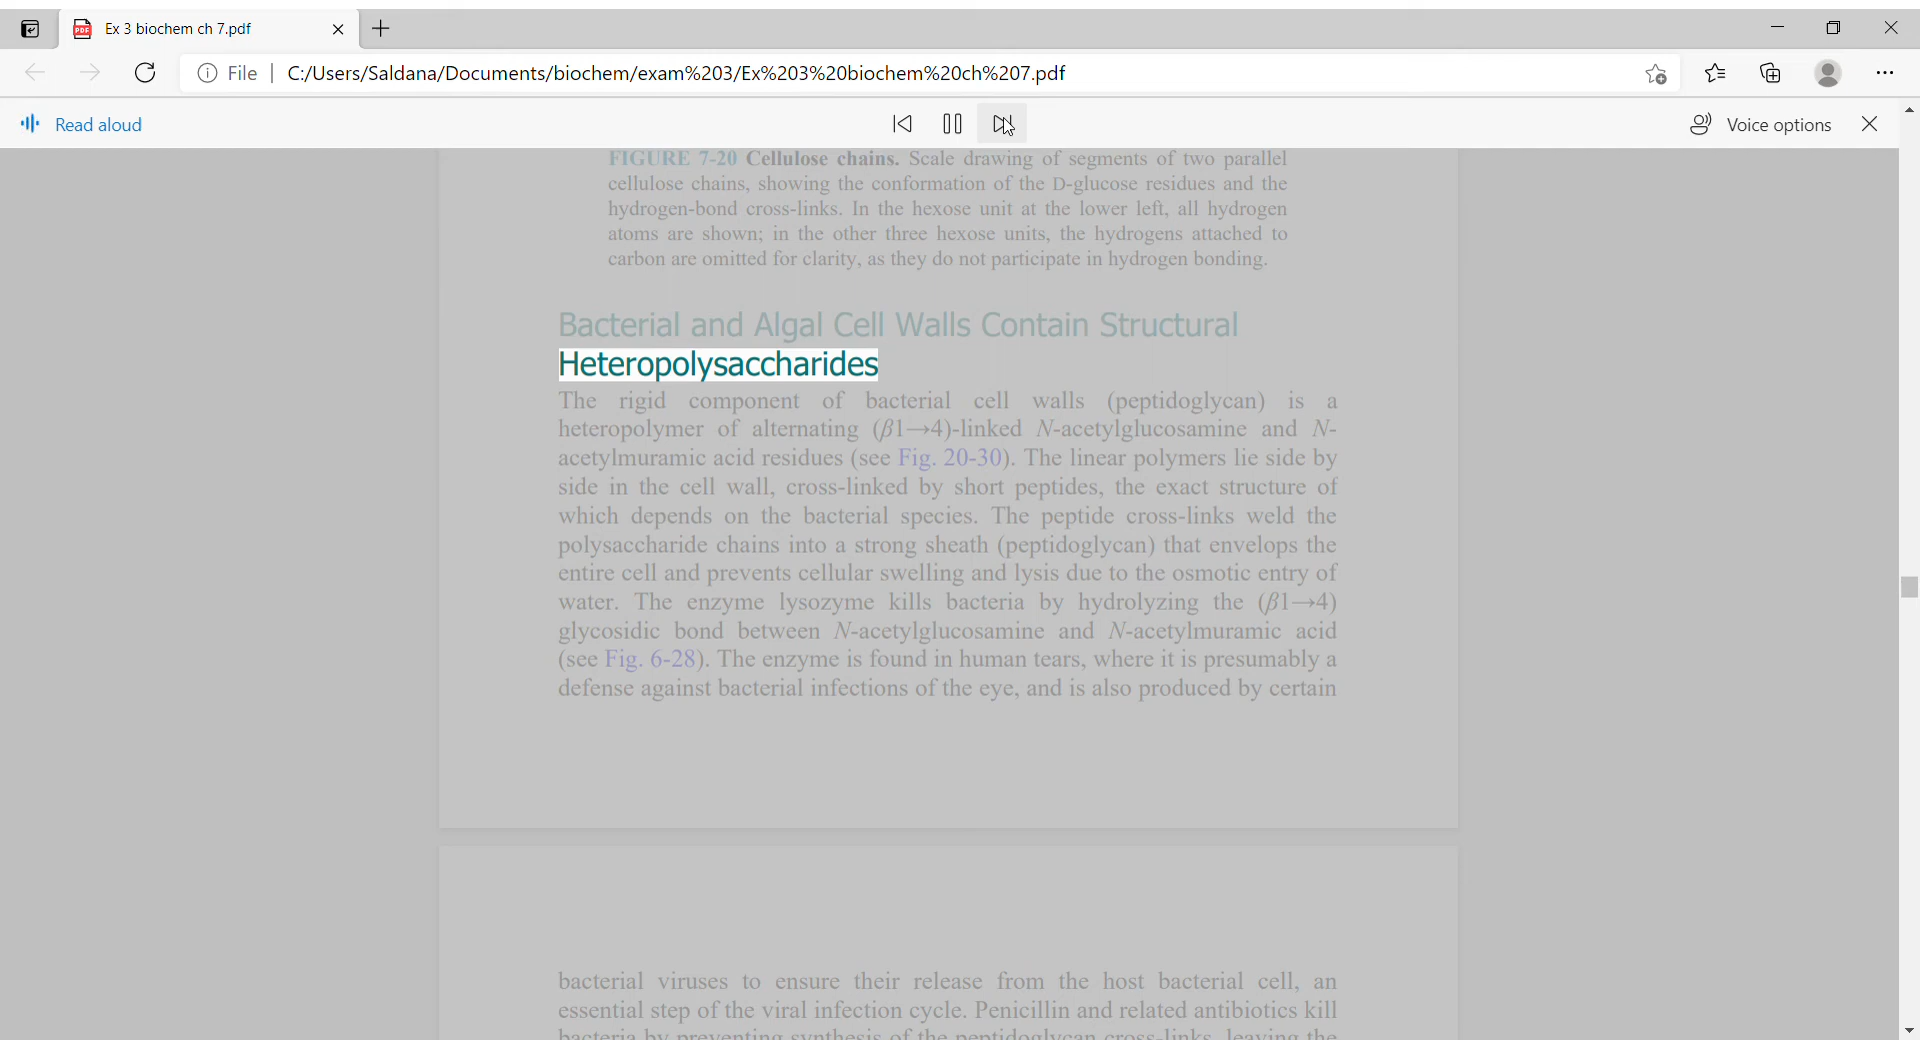 Ex 3 biochem ch 7.pdf
File
C:/Users/Saldana/Documents/biochem/exam%203/Ex%203%20biochem%20ch%207.pdf
Read aloud
Voice options
FIGURE 7-20 Cellulose chains. Scale drawing of segments of two parallel
cellulose chains, showing the conformation of the D-glucose residues and the
hydrogen-bond cross-links. In the hexose unit at the lower left, all hydrogen
atoms are shown; in the other three hexose units, the hydrogens attached to
carbon are omitted for clarity, as they do not participate in hydrogen bonding.
Bacterial and Algal Cell Walls Contain Structural
Heteropolysaccharides
The rigid component of bacterial cell walls (peptidoglycan) is a
heteropolymer of alternating (β1→4)-linked N-acetylglucosamine and N-
acetylmuramic acid residues (see Fig. 20-30). The linear polymers lie side by
side in the cell wall, cross-linked by short peptides, the exact structure of
which depends on the bacterial species. The peptide cross-links weld the
polysaccharide chains into a strong sheath (peptidoglycan) that envelops the
entire cell and prevents cellular swelling and lysis due to the osmotic entry of
water. The enzyme lysozyme kills bacteria by hydrolyzing the (β1→4)
glycosidic bond between N-acetylglucosamine and N-acetylmuramic acid
(see Fig. 6-28). The enzyme is found in human tears, where it is presumably a
defense against bacterial infections of the eye, and is also produced by certain
bacterial viruses to ensure their release from the host bacterial cell, an
essential step of the viral infection cycle. Penicillin and related antibiotics kill
bacteria by preventing synthesis of the peptidoglycan cross-links, leaving the